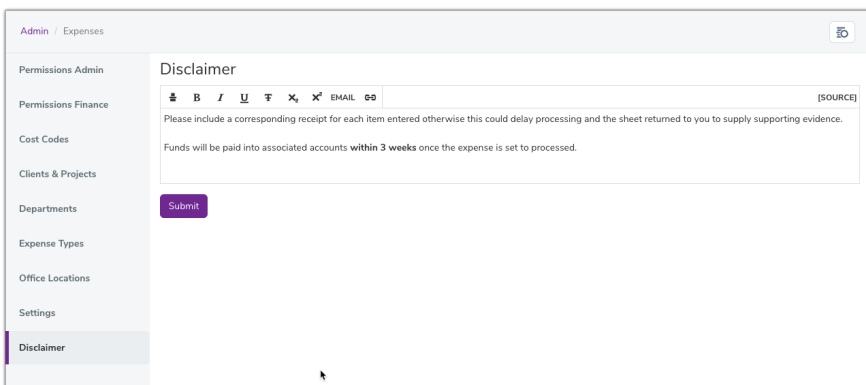 Admin / Expenses
Permissions Admin
Permissions Finance
Cost Codes
Clients & Projects
Departments
Expense Types
Office Locations
Settings
Disclaimer
Disclaimer
B I U T X₂ X² EMAIL [SOURCE]
Please include a corresponding receipt for each item entered otherwise this could delay processing and the sheet returned to you to supply supporting evidence.
Funds will be paid into associated accounts within 3 weeks once the expense is set to processed.
Submit